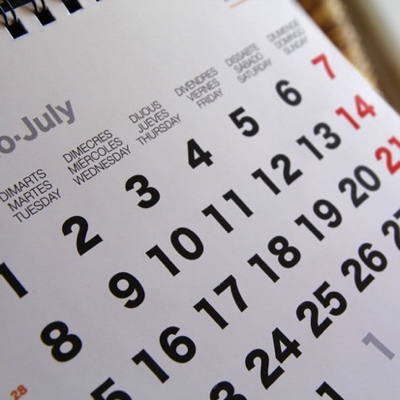 o-July
DIMARTS DIMECRES DIJOUS DIVENDRES DISSABTE DIUMENGE
MARTES MIÉRCOLES JUEVES VIERNES SÁBADO DOMINGO
TUESDAY WEDNESDAY THURSDAY FRIDAY SATURDAY SUNDAY
1 2 3 4 5 6 7
8 9 10 11 12 13 14
28 5 16 17 18 19 20 21
24 25 26 27
1 1